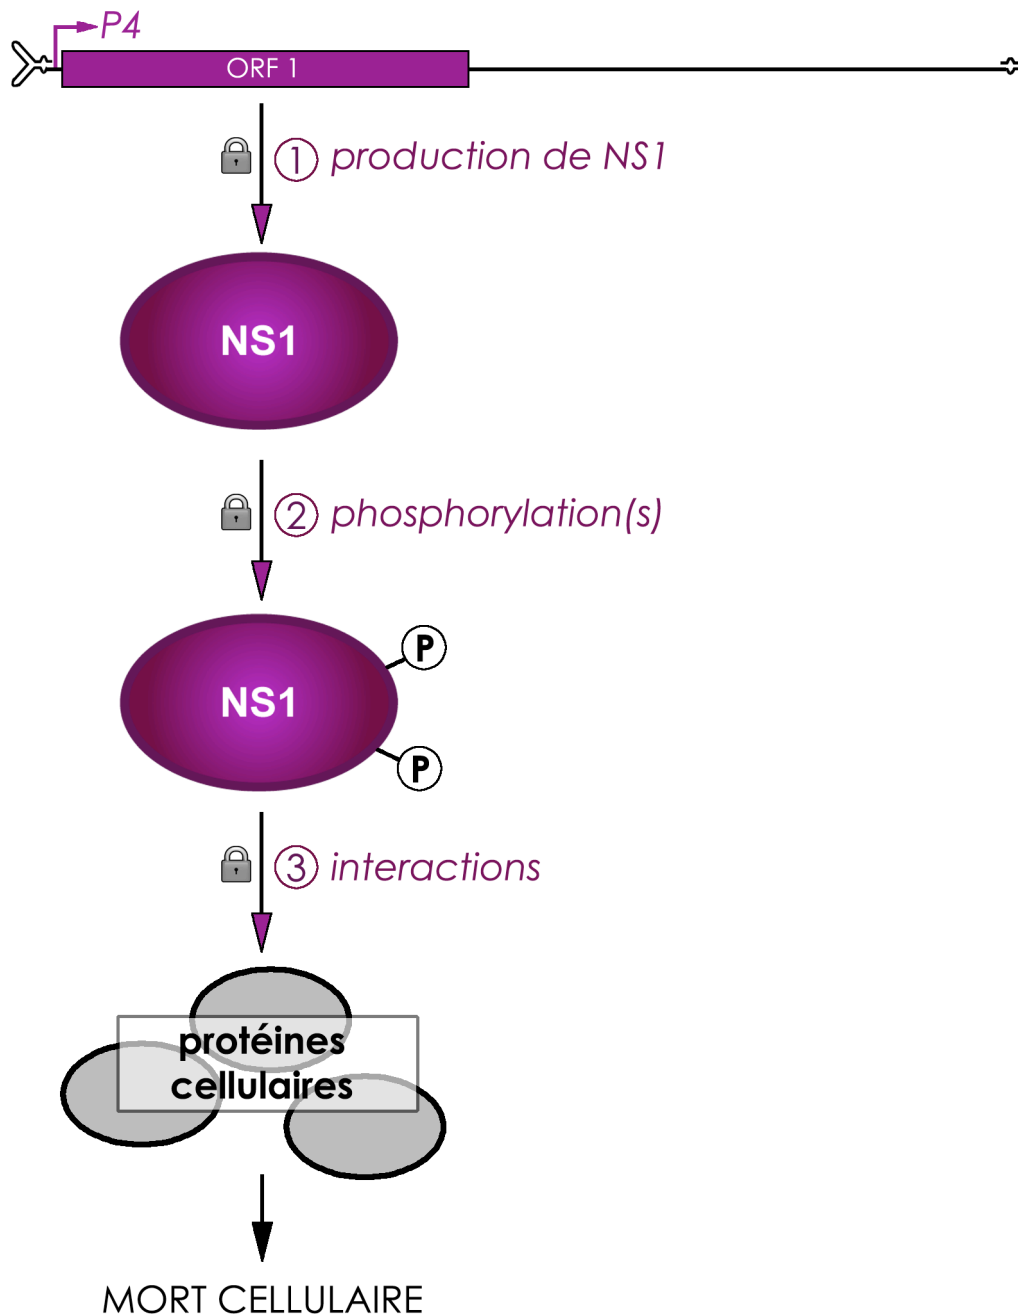 P4
ORF 1
1 production de NS1
NS1
2 phosphorylation(s)
P
NS1
P
3 interactions
protéines
cellulaires
MORT CELLULAIRE